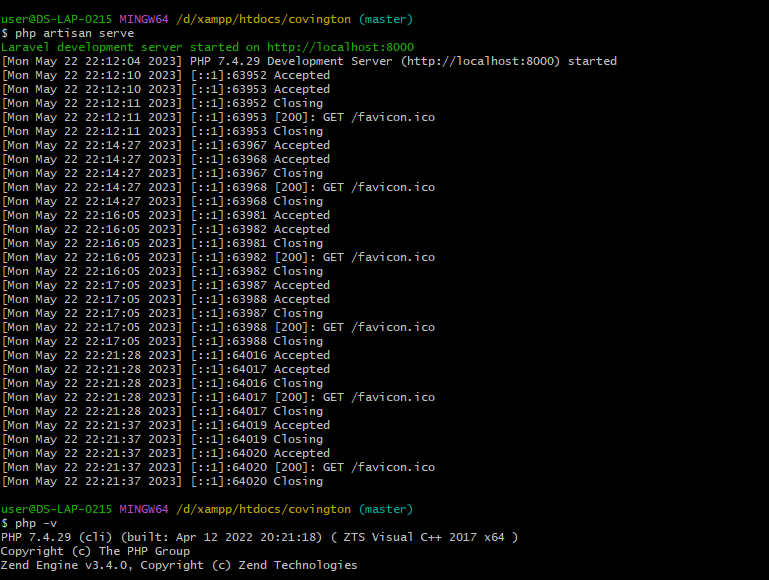 user@DS-LAP-0215 MINGW64 /d/xampp/htdocs/covington (master)
$ php artisan serve
Laravel development server started on http://localhost:8000
[Mon May 22 22:12:04 2023] PHP 7.4.29 Development Server (http://localhost:8000) started
[Mon May 22 22:12:10 2023] [::1]:63952 Accepted
[Mon May 22 22:12:10 2023] [::1]:63953 Accepted
[Mon May 22 22:12:11 2023] [::1]:63952 Closing
[Mon May 22 22:12:11 2023] [::1]:63953 [200]: GET /favicon.ico
[Mon May 22 22:12:11 2023] [::1]:63953 Closing
[Mon May 22 22:14:27 2023] [::1]:63967 Accepted
[Mon May 22 22:14:27 2023] [::1]:63968 Accepted
[Mon May 22 22:14:27 2023] [::1]:63967 Closing
[Mon May 22 22:14:27 2023] [::1]:63968 [200]: GET /favicon.ico
[Mon May 22 22:14:27 2023] [::1]:63968 Closing
[Mon May 22 22:16:05 2023] [::1]:63981 Accepted
[Mon May 22 22:16:05 2023] [::1]:63982 Accepted
[Mon May 22 22:16:05 2023] [::1]:63981 Closing
[Mon May 22 22:16:05 2023] [::1]:63982 [200]: GET /favicon.ico
[Mon May 22 22:16:05 2023] [::1]:63982 Closing
[Mon May 22 22:17:05 2023] [::1]:63987 Accepted
[Mon May 22 22:17:05 2023] [::1]:63988 Accepted
[Mon May 22 22:17:05 2023] [::1]:63987 Closing
[Mon May 22 22:17:05 2023] [::1]:63988 [200]: GET /favicon.ico
[Mon May 22 22:17:05 2023] [::1]:63988 Closing
[Mon May 22 22:21:28 2023] [::1]:64016 Accepted
[Mon May 22 22:21:28 2023] [::1]:64017 Accepted
[Mon May 22 22:21:28 2023] [::1]:64016 Closing
[Mon May 22 22:21:28 2023] [::1]:64017 [200]: GET /favicon.ico
[Mon May 22 22:21:28 2023] [::1]:64017 Closing
[Mon May 22 22:21:37 2023] [::1]:64019 Accepted
[Mon May 22 22:21:37 2023] [::1]:64019 Closing
[Mon May 22 22:21:37 2023] [::1]:64020 Accepted
[Mon May 22 22:21:37 2023] [::1]:64020 [200]: GET /favicon.ico
[Mon May 22 22:21:37 2023] [::1]:64020 Closing
user@DS-LAP-0215 MINGW64 /d/xampp/htdocs/covington (master)
$ php -v
PHP 7.4.29 (cli) (built: Apr 12 2022 20:21:18) ( ZTS Visual C++ 2017 x64 )
Copyright (c) The PHP Group
Zend Engine v3.4.0, Copyright (c) Zend Technologies